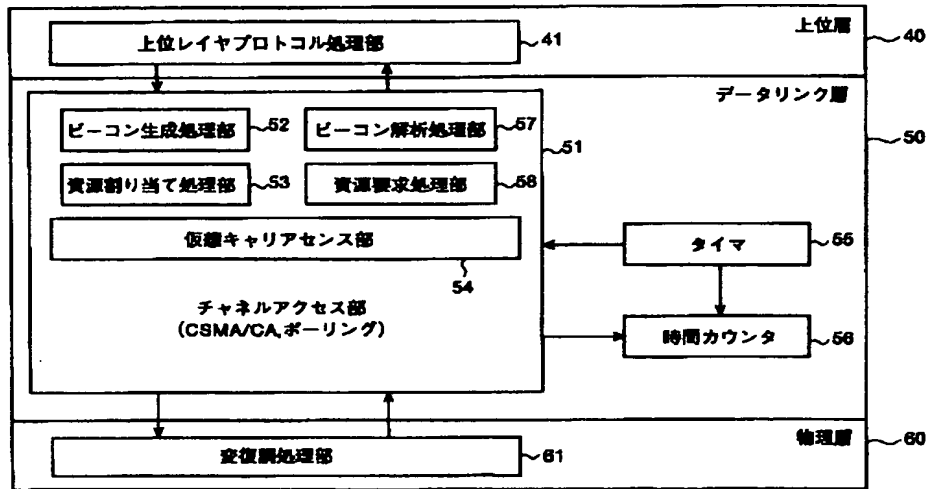 上位層
40
上位レイヤプロトコル処理部
41
データリンク層
50
ビーコン生成処理部
52
ビーコン解析処理部
57
51
資源割り当て処理部
53
資源要求処理部
58
仮想キャリアセンス部
54
タイマ
55
チャネルアクセス部
(CSMA/CA,ポーリング)
時間カウンタ
56
物理層
60
変復調処理部
61